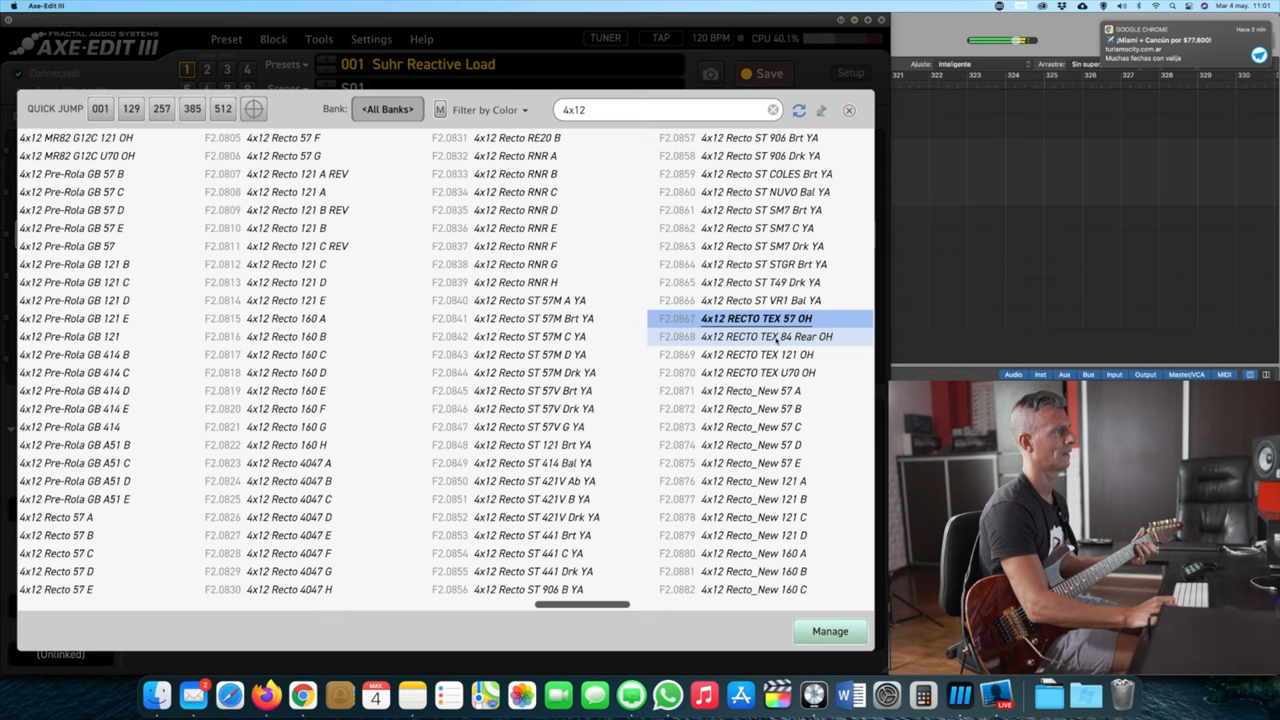 Axe-Edit III
Mar 4 may. 11:01
FRACTAL AUDIO SYSTEMS
AXE-EDIT III
Preset Block Tools Settings Help
TUNER TAP 120 BPM CPU 40.1%
Connected!
1 2 3 4 Presets 001 Suhr Reactive Load
Save Setup
QUICK JUMP 001 129 257 385 512 Bank: <All Banks> M Filter by Color 4x12
4x12 MR82 G12C 121 OH
4x12 MR82 G12C U70 OH
4x12 Pre-Rola GB 57 B
4x12 Pre-Rola GB 57 C
4x12 Pre-Rola GB 57 D
4x12 Pre-Rola GB 57 E
4x12 Pre-Rola GB 57
4x12 Pre-Rola GB 121 B
4x12 Pre-Rola GB 121 C
4x12 Pre-Rola GB 121 D
4x12 Pre-Rola GB 121 E
4x12 Pre-Rola GB 121
4x12 Pre-Rola GB 414 B
4x12 Pre-Rola GB 414 C
4x12 Pre-Rola GB 414 D
4x12 Pre-Rola GB 414 E
4x12 Pre-Rola GB 414
4x12 Pre-Rola GB A51 B
4x12 Pre-Rola GB A51 C
4x12 Pre-Rola GB A51 D
4x12 Pre-Rola GB A51 E
4x12 Recto 57 A
4x12 Recto 57 B
4x12 Recto 57 C
4x12 Recto 57 D
4x12 Recto 57 E
F2.0805 4x12 Recto 57 F
F2.0806 4x12 Recto 57 G
F2.0807 4x12 Recto 121 A REV
F2.0808 4x12 Recto 121 A
F2.0809 4x12 Recto 121 B REV
F2.0810 4x12 Recto 121 B
F2.0811 4x12 Recto 121 C REV
F2.0812 4x12 Recto 121 C
F2.0813 4x12 Recto 121 D
F2.0814 4x12 Recto 121 E
F2.0815 4x12 Recto 160 A
F2.0816 4x12 Recto 160 B
F2.0817 4x12 Recto 160 C
F2.0818 4x12 Recto 160 D
F2.0819 4x12 Recto 160 E
F2.0820 4x12 Recto 160 F
F2.0821 4x12 Recto 160 G
F2.0822 4x12 Recto 160 H
F2.0823 4x12 Recto 4047 A
F2.0824 4x12 Recto 4047 B
F2.0825 4x12 Recto 4047 C
F2.0826 4x12 Recto 4047 D
F2.0827 4x12 Recto 4047 E
F2.0828 4x12 Recto 4047 F
F2.0829 4x12 Recto 4047 G
F2.0830 4x12 Recto 4047 H
F2.0831 4x12 Recto RE20 B
F2.0832 4x12 Recto RNR A
F2.0833 4x12 Recto RNR B
F2.0834 4x12 Recto RNR C
F2.0835 4x12 Recto RNR D
F2.0836 4x12 Recto RNR E
F2.0837 4x12 Recto RNR F
F2.0838 4x12 Recto RNR G
F2.0839 4x12 Recto RNR H
F2.0840 4x12 Recto ST 57M A YA
F2.0841 4x12 Recto ST 57M Brt YA
F2.0842 4x12 Recto ST 57M C YA
F2.0843 4x12 Recto ST 57M D YA
F2.0844 4x12 Recto ST 57M Drk YA
F2.0845 4x12 Recto ST 57V Brt YA
F2.0846 4x12 Recto ST 57V Drk YA
F2.0847 4x12 Recto ST 57V G YA
F2.0848 4x12 Recto ST 121 Brt YA
F2.0849 4x12 Recto ST 414 Bal YA
F2.0850 4x12 Recto ST 421V Ab YA
F2.0851 4x12 Recto ST 421V B YA
F2.0852 4x12 Recto ST 421V Drk YA
F2.0853 4x12 Recto ST 441 Brt YA
F2.0854 4x12 Recto ST 441 C YA
F2.0855 4x12 Recto ST 441 Drk YA
F2.0856 4x12 Recto ST 906 B YA
F2.0857 4x12 Recto ST 906 Brt YA
F2.0858 4x12 Recto ST 906 Drk YA
F2.0859 4x12 Recto ST COLES Brt YA
F2.0860 4x12 Recto ST NUVO Bal YA
F2.0861 4x12 Recto ST SM7 Brt YA
F2.0862 4x12 Recto ST SM7 C YA
F2.0863 4x12 Recto ST SM7 Drk YA
F2.0864 4x12 Recto ST STGR Brt YA
F2.0865 4x12 Recto ST T49 Drk YA
F2.0866 4x12 Recto ST VR1 Bal YA
F2.0867 4x12 RECTO TEX 57 OH
F2.0868 4x12 RECTO TEX 84 Rear OH
F2.0869 4x12 RECTO TEX 121 OH
F2.0870 4x12 RECTO TEX U70 OH
F2.0871 4x12 Recto_New 57 A
F2.0872 4x12 Recto_New 57 B
F2.0873 4x12 Recto_New 57 C
F2.0874 4x12 Recto_New 57 D
F2.0875 4x12 Recto_New 57 E
F2.0876 4x12 Recto_New 121 A
F2.0877 4x12 Recto_New 121 B
F2.0878 4x12 Recto_New 121 C
F2.0879 4x12 Recto_New 121 D
F2.0880 4x12 Recto_New 160 A
F2.0881 4x12 Recto_New 160 B
F2.0882 4x12 Recto_New 160 C
Manage
(Unlinked)
GOOGLE CHROME Hace 3 min
¡Miami + Cancún por $77.800!
turismocity.com.ar
Muchas fechas con valija
Ajuste: Inteligente Arrastre: Sin super
321 322 323 324 325 326 327 328 329 330
Audio Inst Aux Bus Input Output Master/VCA MIDI
2
MAY.
4
LIVE